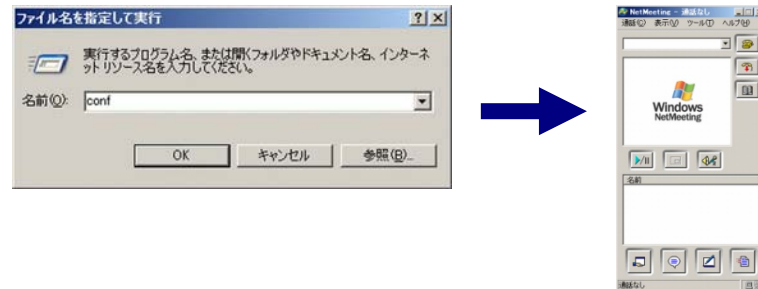 ファイル名を指定して実行
実行するプログラム名、または開くフォルダやドキュメント名、インターネ
ット リソース名を入力してください。
名前(O):
conf
OK
キャンセル
参照(B)...
NetMeeting - 通話なし
通話(C) 表示(V) ツール(T) ヘルプ(H)
Windows
NetMeeting
名前
通話なし